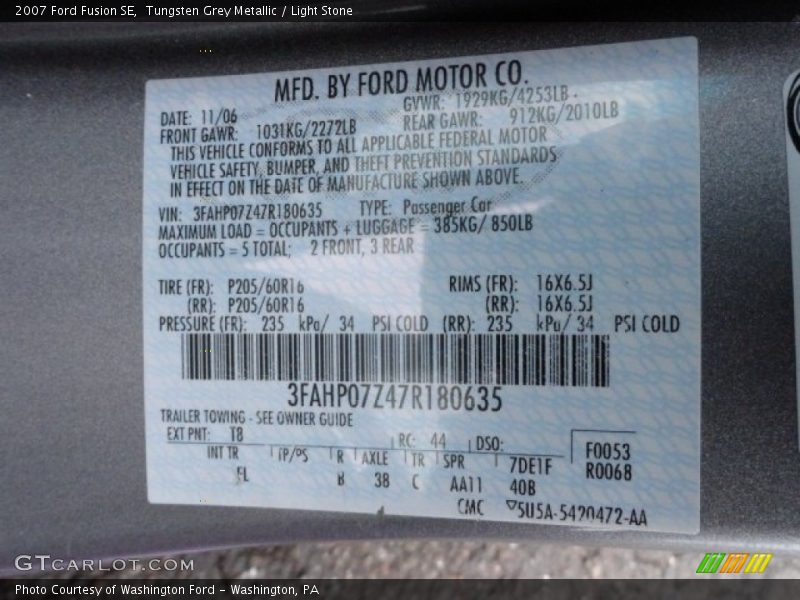 2007 Ford Fusion SE,  Tungsten Grey Metallic / Light Stone
MFD. BY FORD MOTOR CO.
DATE: 11/06 GVWR: 1929KG/4253LB
FRONT GAWR: 1031KG/2272LB REAR GAWR: 912KG/2010LB
THIS VEHICLE CONFORMS TO ALL APPLICABLE FEDERAL MOTOR
VEHICLE SAFETY, BUMPER, AND THEFT PREVENTION STANDARDS
IN EFFECT ON THE DATE OF MANUFACTURE SHOWN ABOVE.
VIN: 3FAHP07Z47R180635 TYPE: Passenger Car
MAXIMUM LOAD = OCCUPANTS + LUGGAGE = 385KG/ 850LB
OCCUPANTS = 5 TOTAL; 2 FRONT, 3 REAR
TIRE (FR): P205/60R16 RIMS (FR): 16X6.5J
(RR): P205/60R16 (RR): 16X6.5J
PRESSURE (FR): 235 kPa/ 34 PSI COLD (RR): 235 kPa/ 34 PSI COLD
3FAHP07Z47R180635
TRAILER TOWING - SEE OWNER GUIDE
EXT PNT: T8 RC: 44 DSO: F0053
INT TR TP/PS R AXLE TR SPR 7DE1F R0068
FL 38 C AA11 40B
CMC 5U5A-5420472-AA
GTCARLOT.COM
Photo Courtesy of Washington Ford - Washington, PA